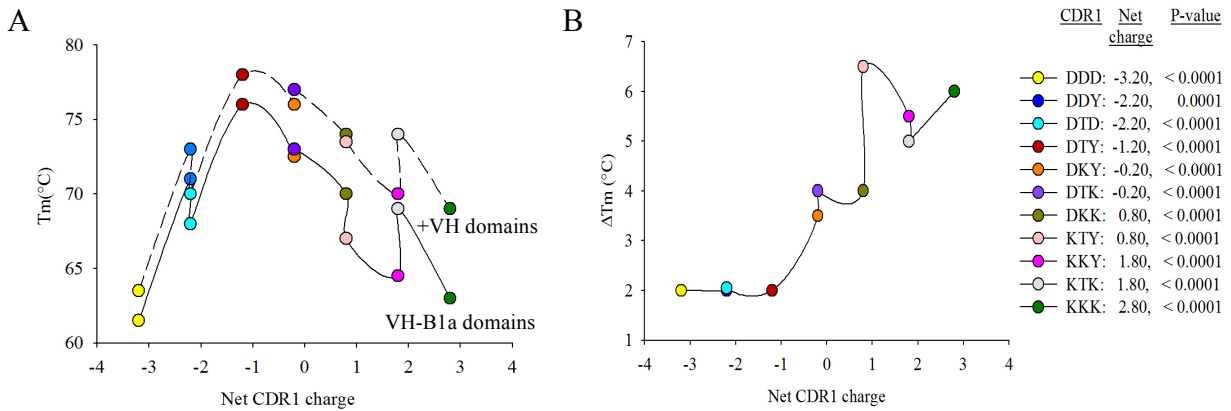 A
80
75
70
65
60
Tm(°C)
+VH domains
VH-B1a domains
-4 -3 -2 -1 0 1 2 3 4
Net CDR1 charge
B
7
6
5
4
3
2
1
ΔTm (°C)
-4 -3 -2 -1 0 1 2 3 4
Net CDR1 charge
CDR1 Net charge P-value
DDD: -3.20, < 0.0001
DDY: -2.20, 0.0001
DTD: -2.20, < 0.0001
DTY: -1.20, < 0.0001
DKY: -0.20, < 0.0001
DTK: -0.20, < 0.0001
DKK: 0.80, < 0.0001
KTY: 0.80, < 0.0001
KKY: 1.80, < 0.0001
KTK: 1.80, < 0.0001
KKK: 2.80, < 0.0001